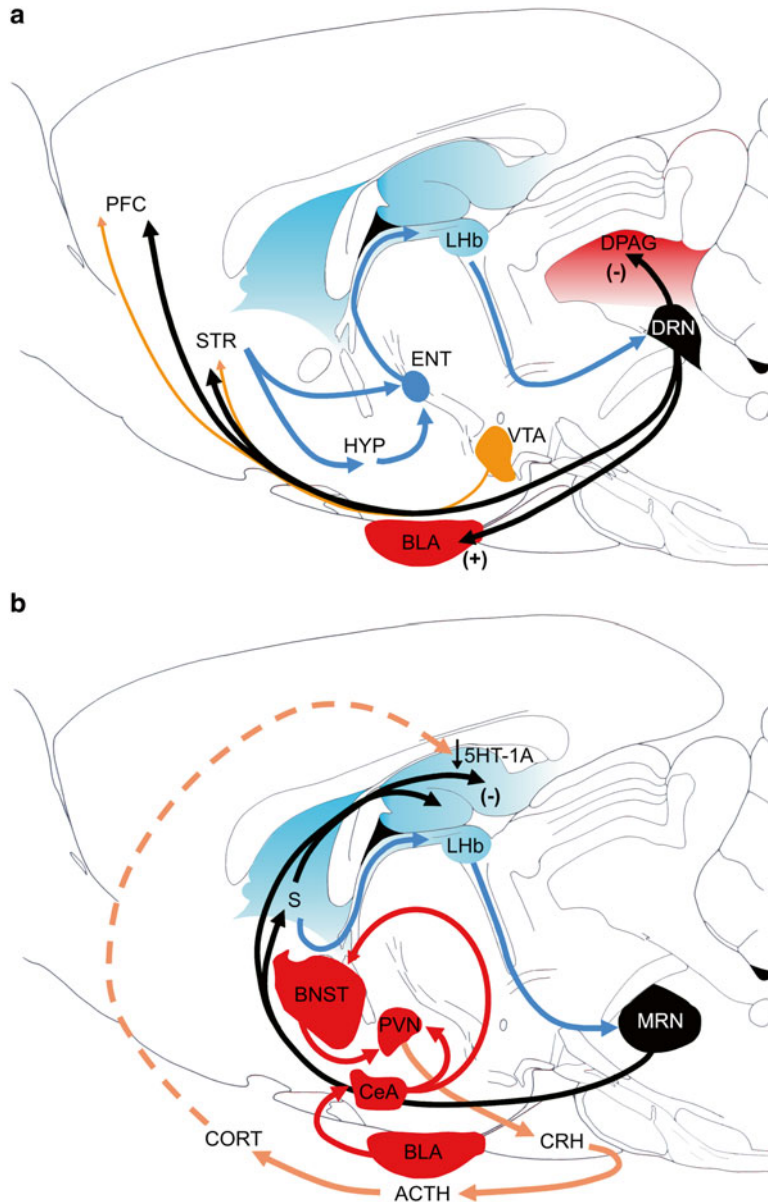 a
PFC
LHb
DPAG
(-)
STR
DRN
ENT
HYP
VTA
BLA
(+)
b
5HT-1A
(-)
LHb
S
BNST
PVN
MRN
CeA
CORT
BLA
CRH
ACTH